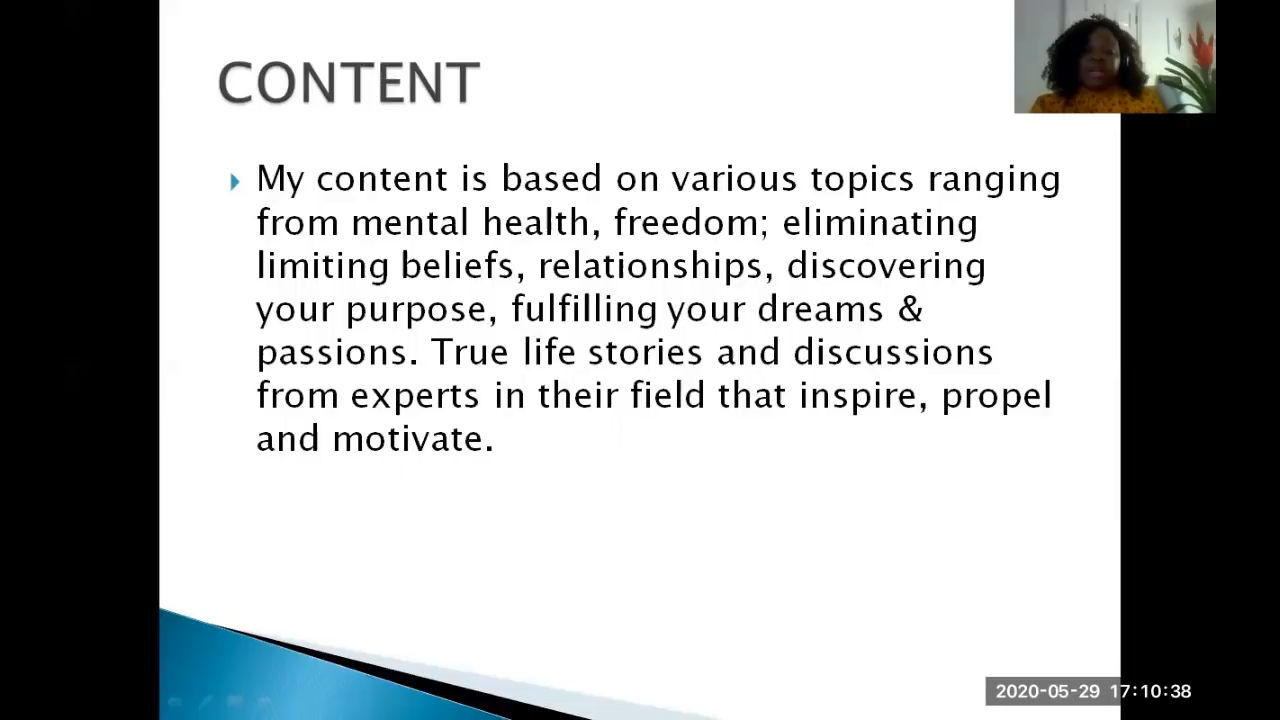 CONTENT
My content is based on various topics ranging
from mental health, freedom; eliminating
limiting beliefs, relationships, discovering
your purpose, fulfilling your dreams &
passions. True life stories and discussions
from experts in their field that inspire, propel
and motivate.
2020-05-29 17:10:38